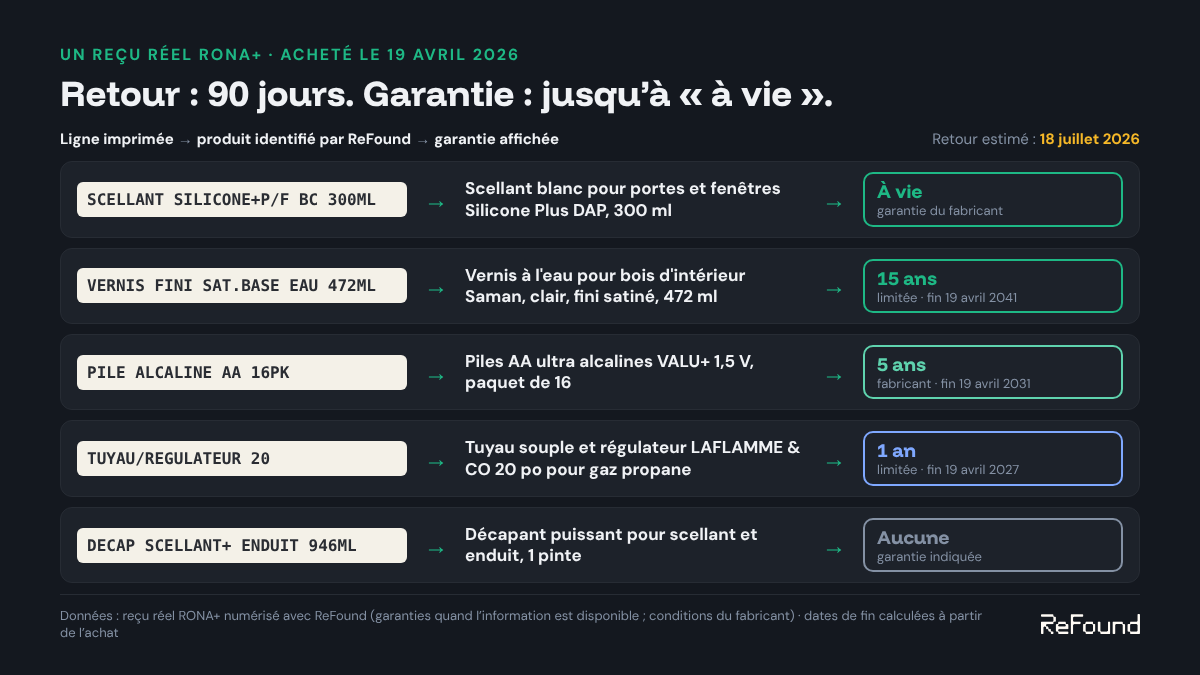 UN REÇU RÉEL RONA+ · ACHETÉ LE 19 AVRIL 2026
Retour : 90 jours. Garantie : jusqu’à « à vie ».
Ligne imprimée → produit identifié par ReFound → garantie affichée
Retour estimé : 18 juillet 2026
SCELLANT SILICONE+P/F BC 300ML
→
Scellant blanc pour portes et fenêtres
Silicone Plus DAP, 300 ml
→
À vie
garantie du fabricant
VERNIS FINI SAT.BASE EAU 472ML
→
Vernis à l'eau pour bois d'intérieur
Saman, clair, fini satiné, 472 ml
→
15 ans
limitée · fin 19 avril 2041
PILE ALCALINE AA 16PK
→
Piles AA ultra alcalines VALU+ 1,5 V,
paquet de 16
→
5 ans
fabricant · fin 19 avril 2031
TUYAU/REGULATEUR 20
→
Tuyau souple et régulateur LAFLAMME &
CO 20 po pour gaz propane
→
1 an
limitée · fin 19 avril 2027
DECAP SCELLANT+ ENDUIT 946ML
→
Décapant puissant pour scellant et
enduit, 1 pinte
→
Aucune
garantie indiquée
Données : reçu réel RONA+ numérisé avec ReFound (garanties quand l’information est disponible ; conditions du fabricant) · dates de fin calculées à partir
de l’achat
ReFound